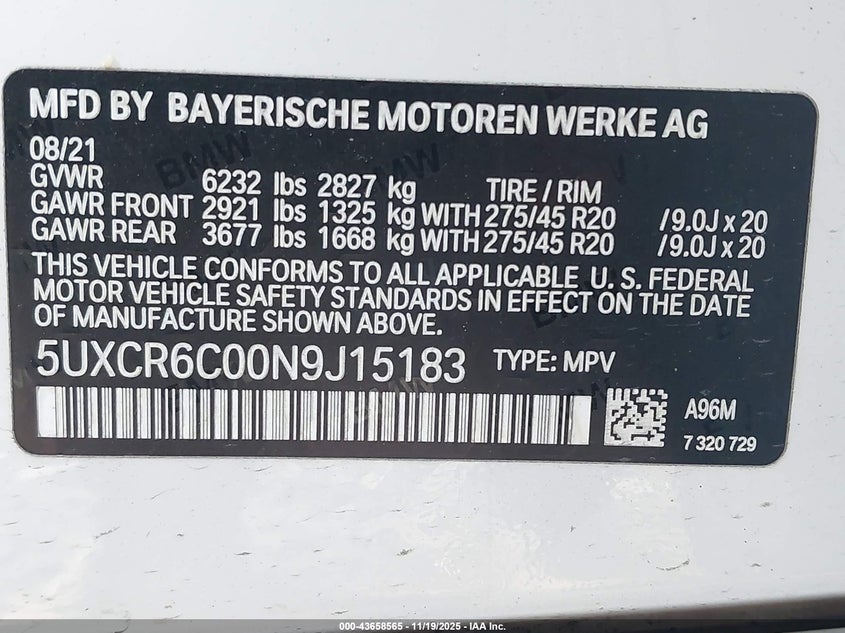 MFD BY BAYERISCHE MOTOREN WERKE AG
08/21
GVWR 6232 lbs 2827 kg TIRE / RIM
GAWR FRONT 2921 lbs 1325 kg WITH 275/45 R20 / 9.0J x 20
GAWR REAR 3677 lbs 1668 kg WITH 275/45 R20 / 9.0J x 20
THIS VEHICLE CONFORMS TO ALL APPLICABLE U. S. FEDERAL
MOTOR VEHICLE SAFETY STANDARDS IN EFFECT ON THE DATE
OF MANUFACTURE SHOWN ABOVE.
5UXCR6C00N9J15183 TYPE: MPV
A96M
7 320 729
000-43658565 - 11/19/2025 - IAA Inc.